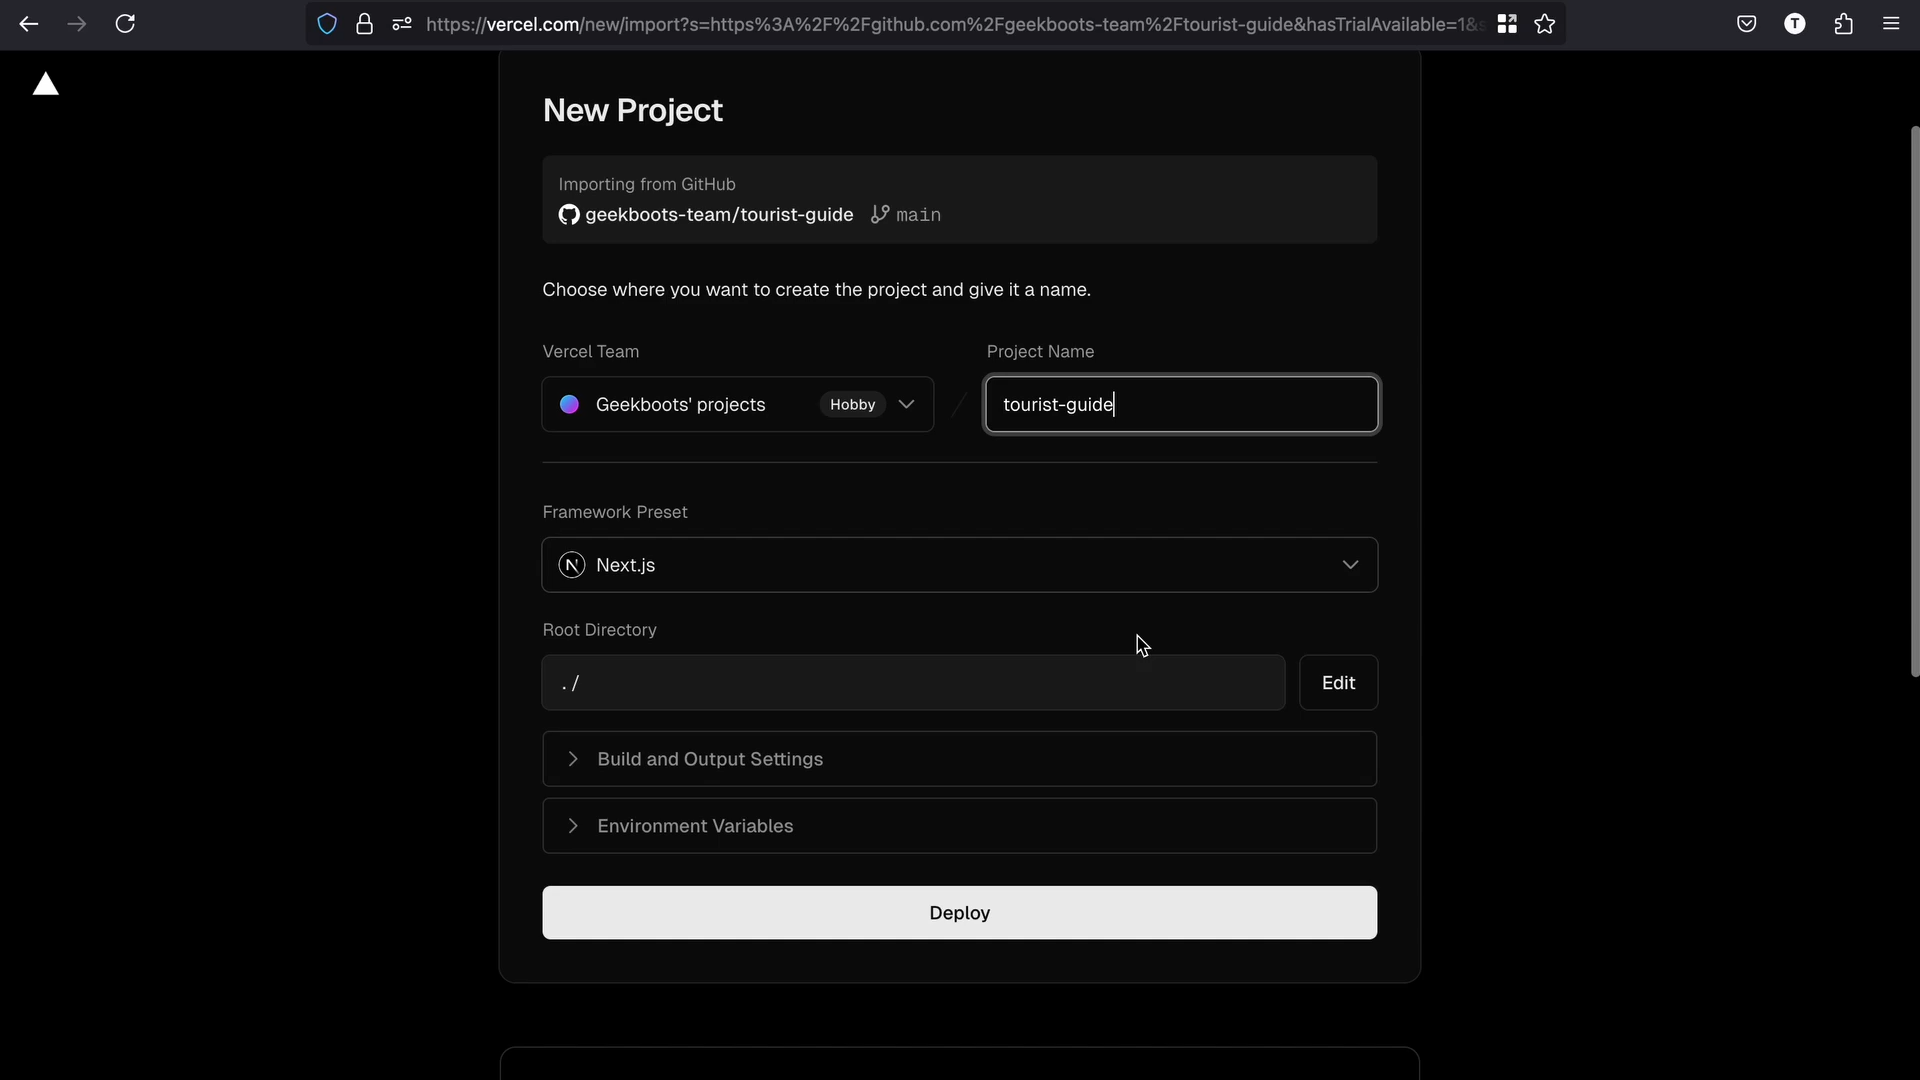 https://vercel.com/new/import?s=https%3A%2F%2Fgithub.com%2Fgeekboots-team%2Ftourist-guide&hasTrialAvailable=1&s
T
New Project
Importing from GitHub
geekboots-team/tourist-guide main
Choose where you want to create the project and give it a name.
Vercel Team
Project Name
Geekboots' projects Hobby
/ tourist-guide
Framework Preset
N Next.js
Root Directory
./
Edit
Build and Output Settings
Environment Variables
Deploy